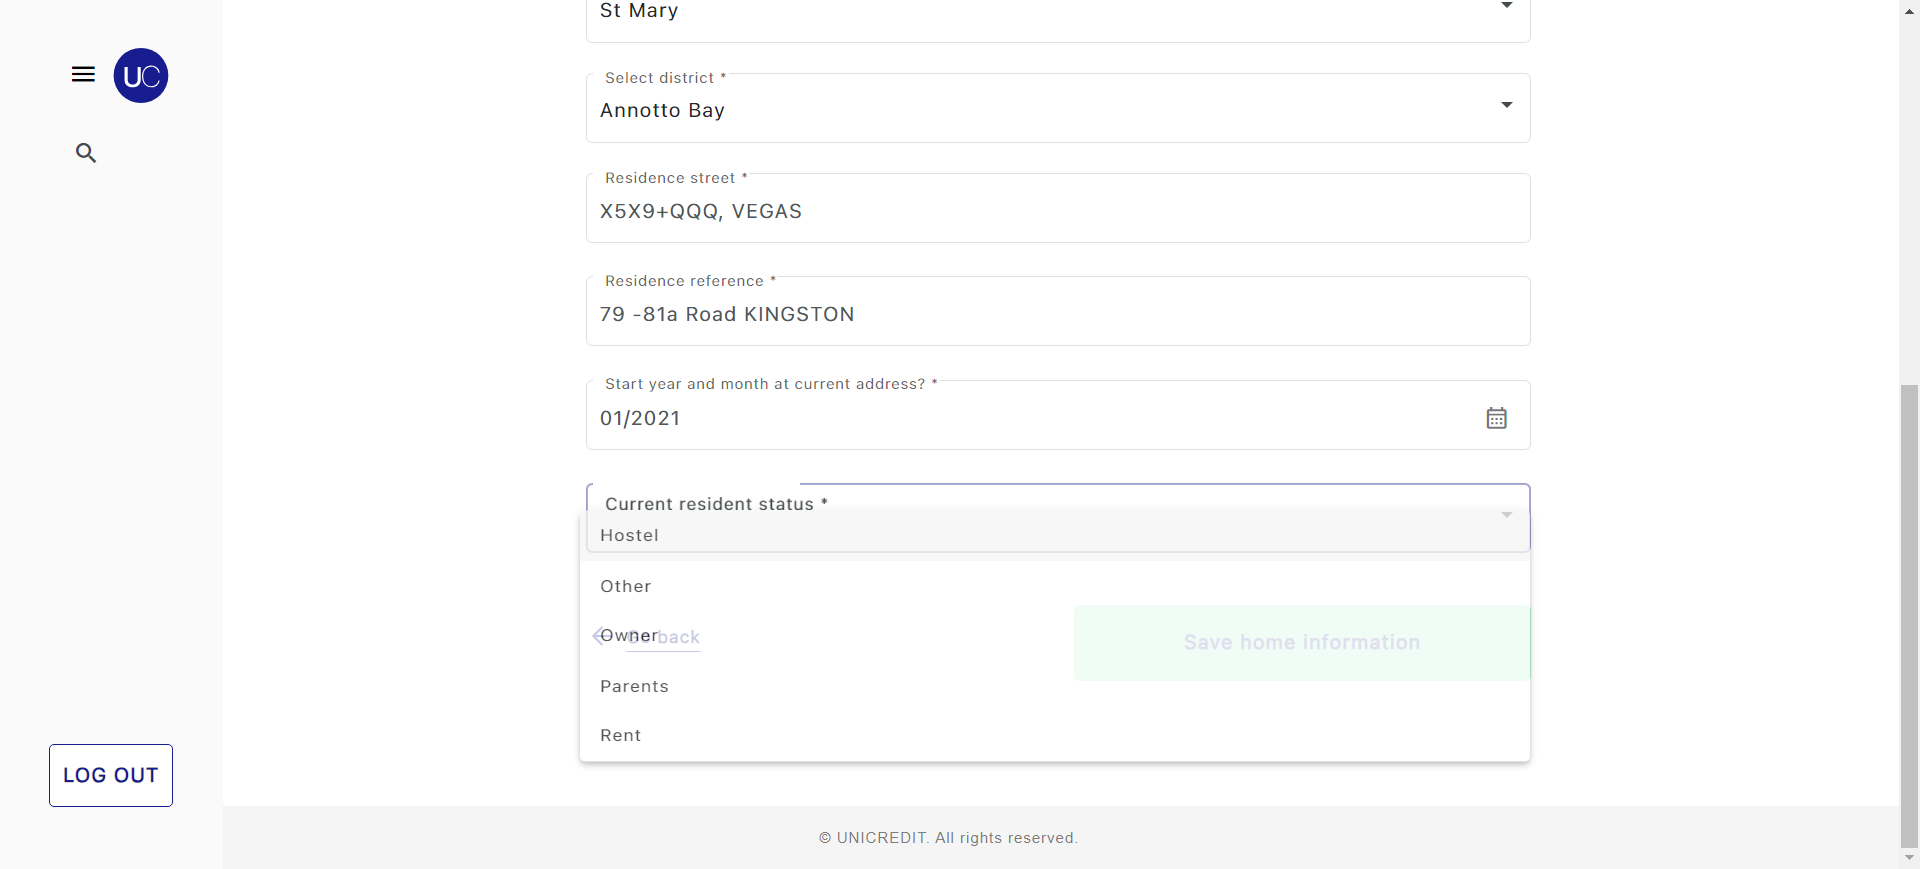 UC
St Mary
Select district *
Annotto Bay
Residence street *
X5X9+QQQ, VEGAS
Residence reference *
79 -81a Road KINGSTON
Start year and month at current address? *
01/2021
Current resident status *
Hostel
Other
Owner
Go back
Save home information
Parents
Rent
LOG OUT
© UNICREDIT. All rights reserved.